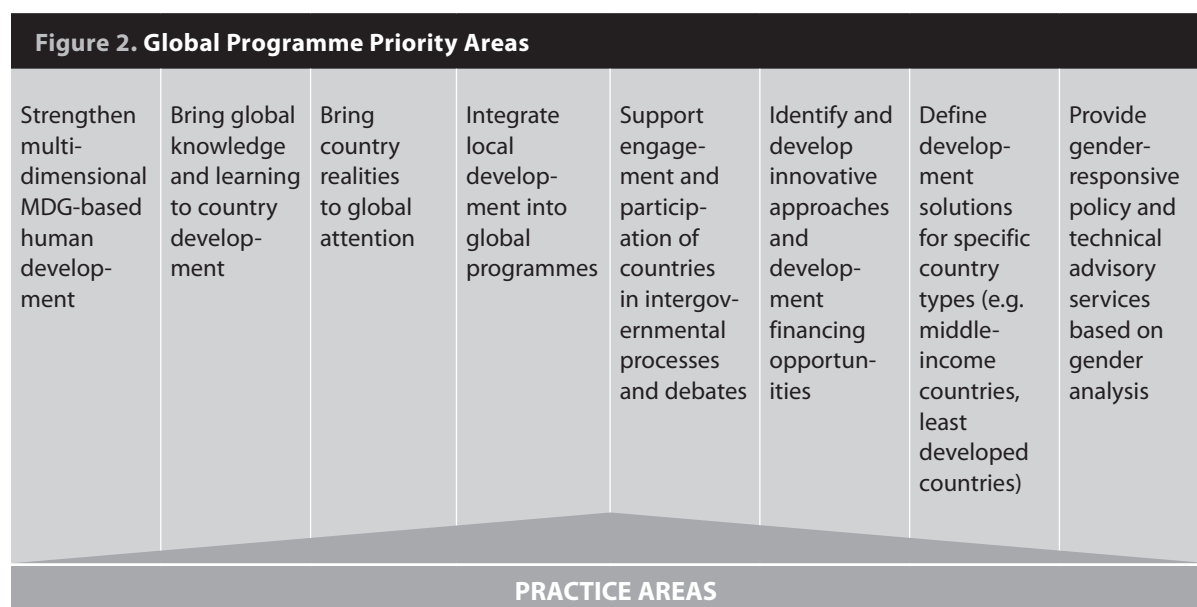 Figure 2. Global Programme Priority Areas
Strengthen
multi-
dimensional
MDG-based
human
develop-
ment
Bring global
knowledge
and learning
to country
develop-
ment
Bring
country
realities
to global
attention
Integrate
local
develop-
ment into
global
programmes
Support
engage-
ment and
particip-
ation of
countries
in intergov-
ernmental
processes
and debates
Identify and
develop
innovative
approaches
and
develop-
ment
financing
opportun-
ities
Define
develop-
ment
solutions
for specific
country
types (e.g.
middle-
income
countries,
least
developed
countries)
Provide
gender-
responsive
policy and
technical
advisory
services
based on
gender
analysis
PRACTICE AREAS